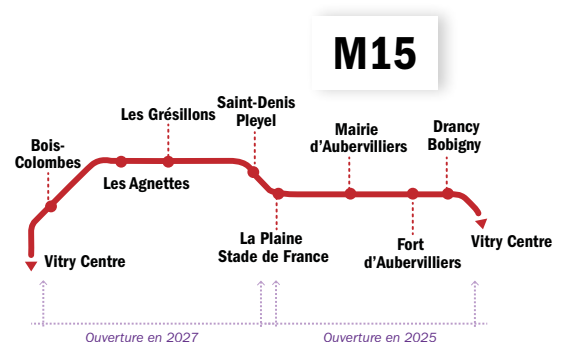 M15
Saint-Denis
Pleyel
Les Grésillons
Bois-
Colombes
Mairie
d'Aubervilliers
Drancy
Bobigny
Les Agnettes
Vitry Centre
La Plaine
Stade de France
Fort
d'Aubervilliers
Vitry Centre
Ouverture en 2027
Ouverture en 2025